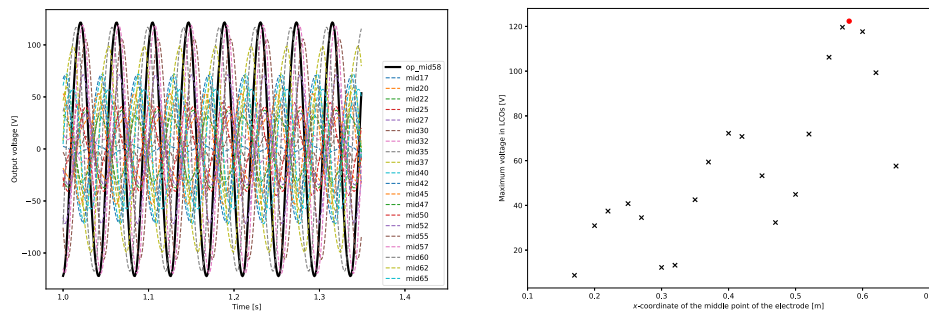 100
50
0
−50
−100
Output voltage [V]
1.0
1.1
1.2
1.3
1.4
Time [s]
op_mid58
mid17
mid20
mid22
mid25
mid27
mid30
mid32
mid35
mid37
mid40
mid42
mid45
mid47
mid50
mid52
mid55
mid57
mid60
mid62
mid65
120
100
80
60
40
20
Maximum voltage in LCOs [V]
0.1
0.2
0.3
0.4
0.5
0.6
x-coordinate of the middle point of the electrode [m]